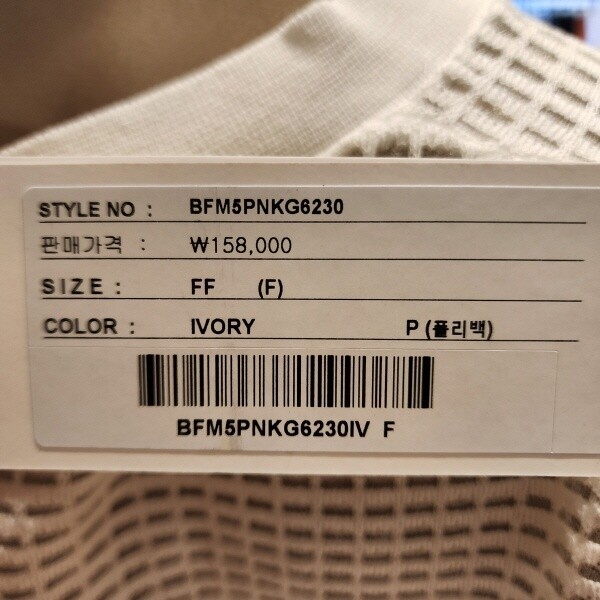 STYLE NO : BFM5PNKG6230
판매가격 : ₩158,000
SIZE : FF (F)
COLOR : IVORY P (폴리백)
BFM5PNKG6230IV F